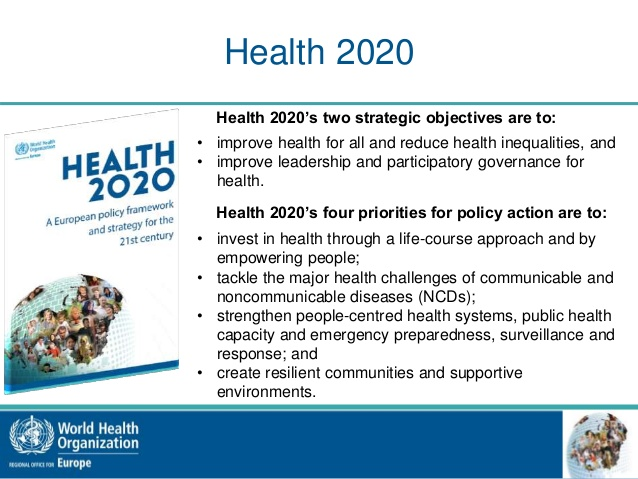 Health 2020
World Health
Organization
Europe
HEALTH
2020
A European policy framework
and strategy for the
21st century
Health 2020’s two strategic objectives are to:
• improve health for all and reduce health inequalities, and
• improve leadership and participatory governance for
health.
Health 2020’s four priorities for policy action are to:
• invest in health through a life-course approach and by
empowering people;
• tackle the major health challenges of communicable and
noncommunicable diseases (NCDs);
• strengthen people-centred health systems, public health
capacity and emergency preparedness, surveillance and
response; and
• create resilient communities and supportive
environments.
World Health
Organization
REGIONAL OFFICE FOR Europe